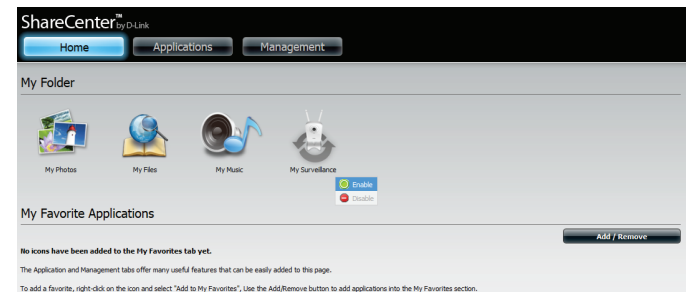 ShareCenter™ by D-Link
Home Applications Management
My Folder
My Photos My Files My Music My Surveillance
Enable
Disable
My Favorite Applications
Add / Remove
No icons have been added to the My Favorites tab yet.
The Application and Management tabs offer many useful features that can be easily added to this page.
To add a favorite, right-click on the icon and select "Add to My Favorites", Use the Add/Remove button to add applications into the My Favorites section.